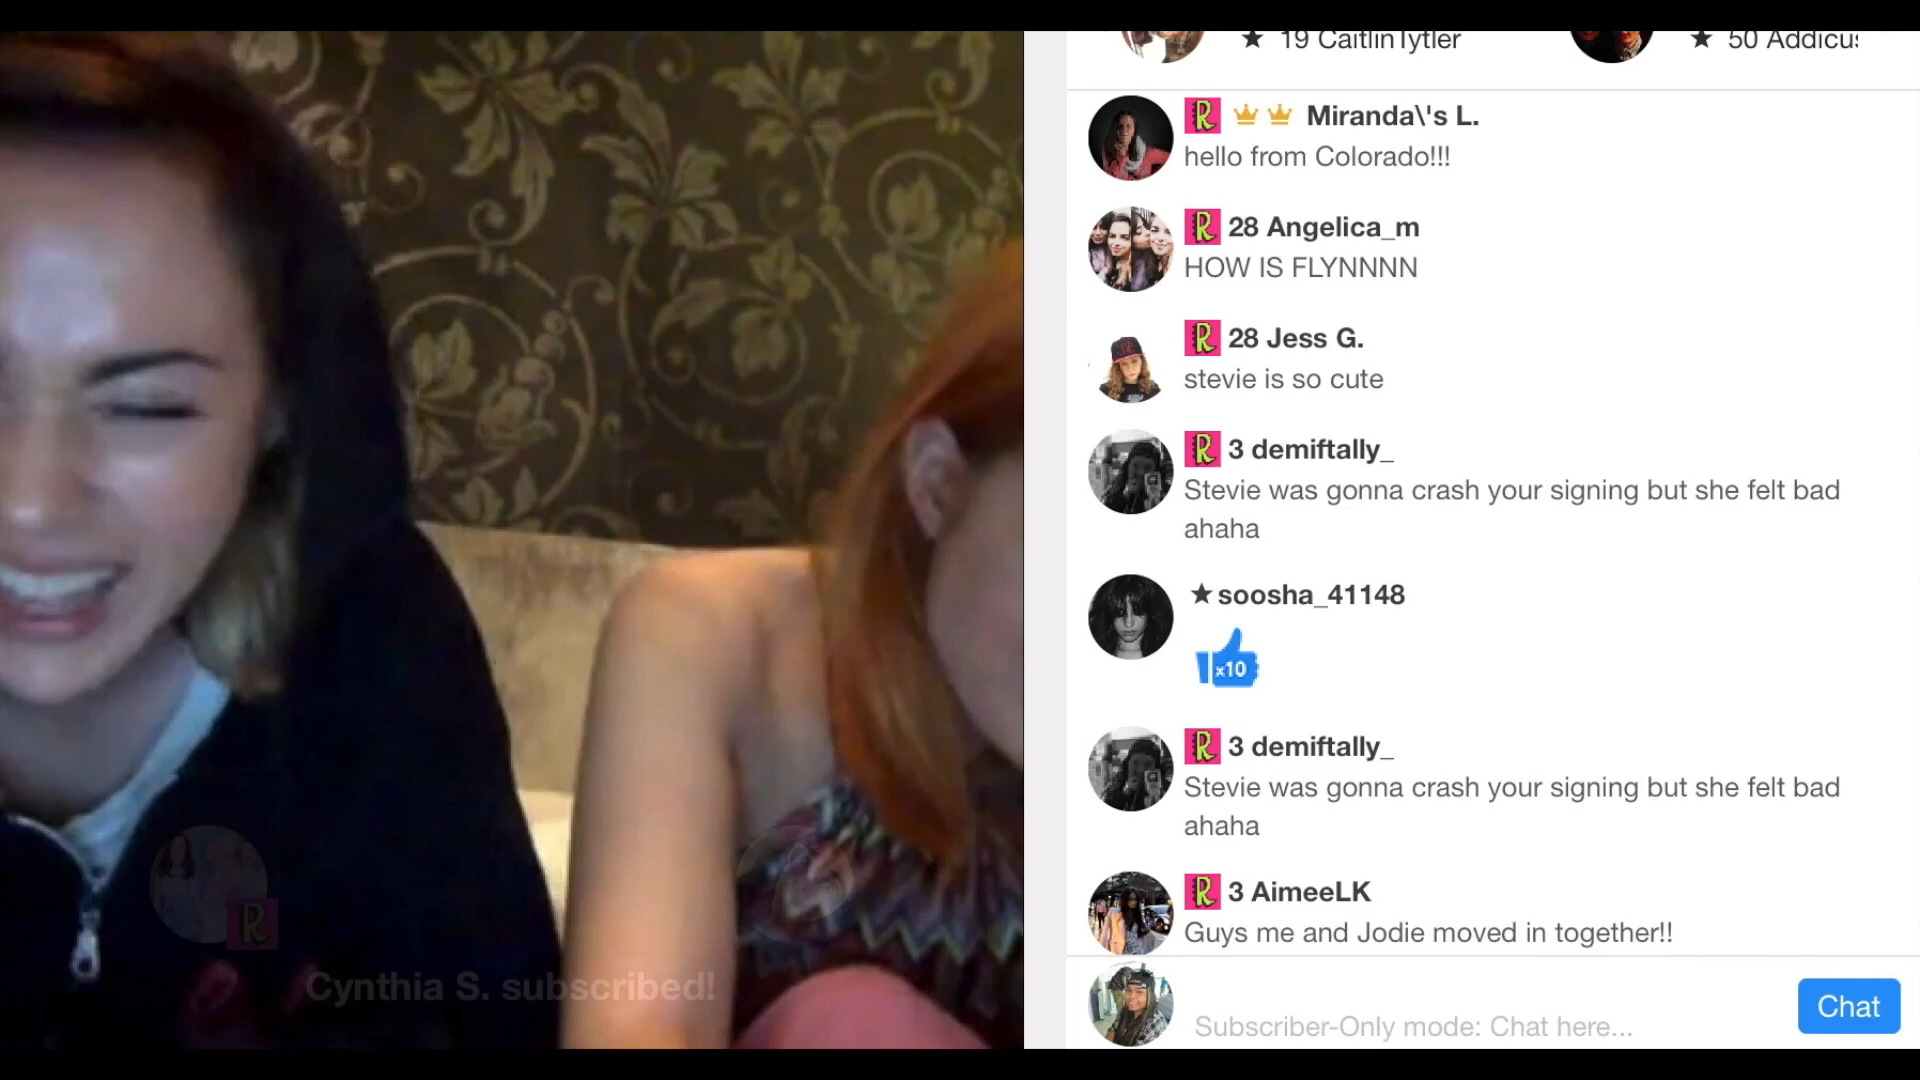 ★ 19 CaitlinTytler
★ 50 Addicu
R Miranda\'s L.
hello from Colorado!!!
R 28 Angelica_m
HOW IS FLYNNNN
R 28 Jess G.
stevie is so cute
R 3 demiftally_
Stevie was gonna crash your signing but she felt bad
ahaha
★ soosha_41148
x10
R 3 demiftally_
Stevie was gonna crash your signing but she felt bad
ahaha
R 3 AimeeLK
Guys me and Jodie moved in together!!
R
Cynthia S. subscribed!
Subscriber-Only mode: Chat here...
Chat